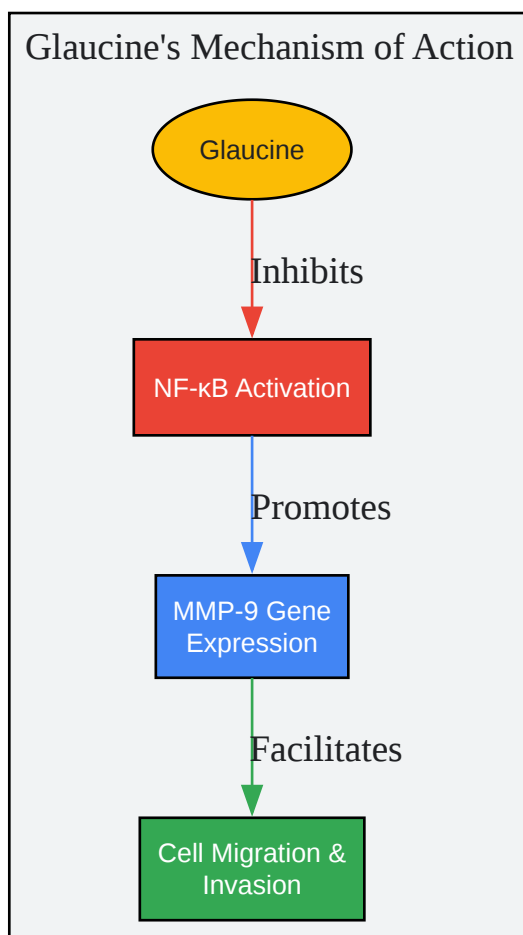 Glaucine's Mechanism of Action
Glaucine
Inhibits
NF-κB Activation
Promotes
MMP-9 Gene
Expression
Facilitates
Cell Migration &
Invasion